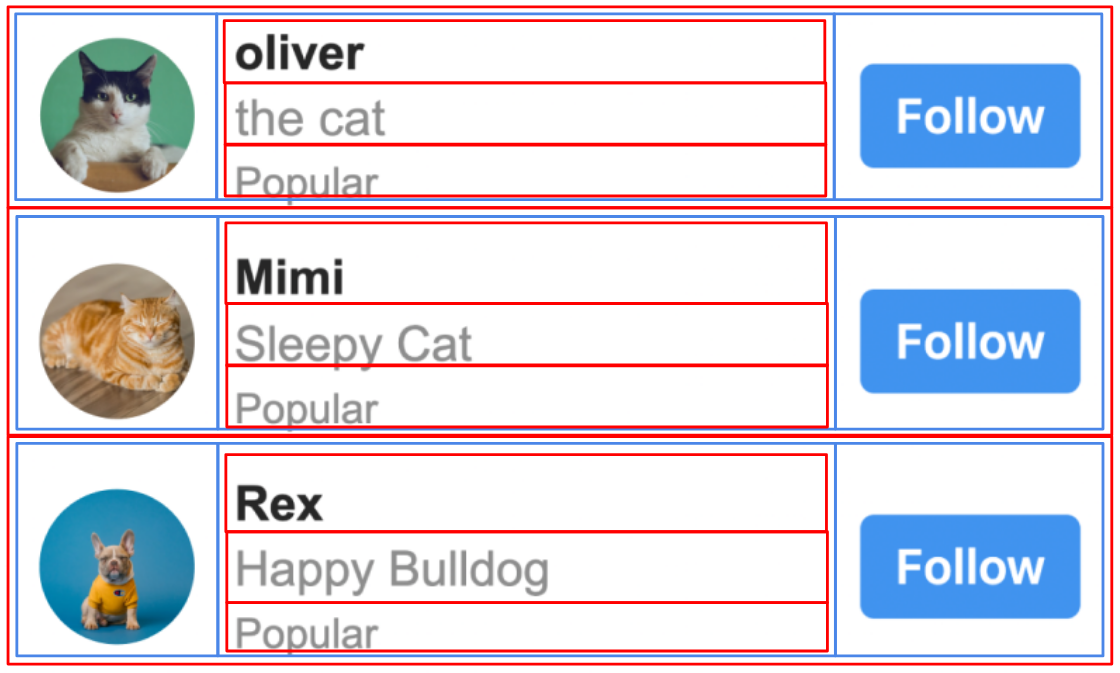 oliver
the cat
Popular
Follow
Mimi
Sleepy Cat
Popular
Follow
Rex
Happy Bulldog
Popular
Follow